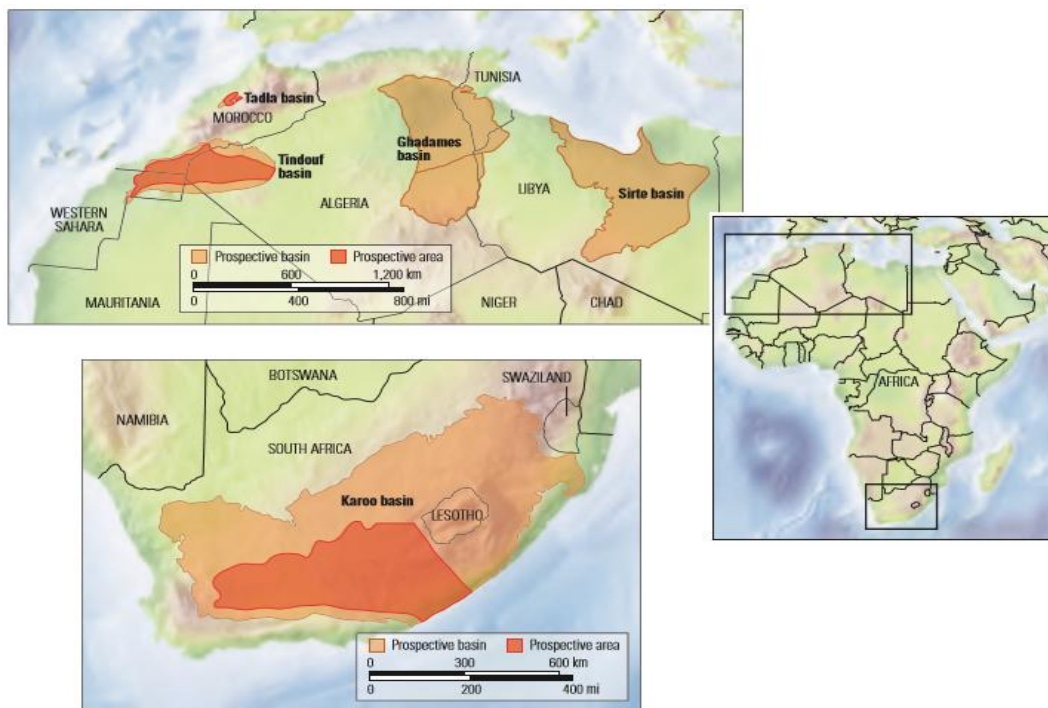 TUNISIA
Tadla basin
MOROCCO
Ghadames
basin
Tindouf
basin
LIBYA
Sirte basin
ALGERIA
WESTERN
SAHARA
Prospective basin
Prospective area
0 600 1,200 km
0 400 800 mi
MAURITANIA
NIGER
CHAD
AFRICA
BOTSWANA
SWAZILAND
NAMIBIA
SOUTH AFRICA
Karoo basin
LESOTHO
Prospective basin
Prospective area
0 300 600 km
0 200 400 mi